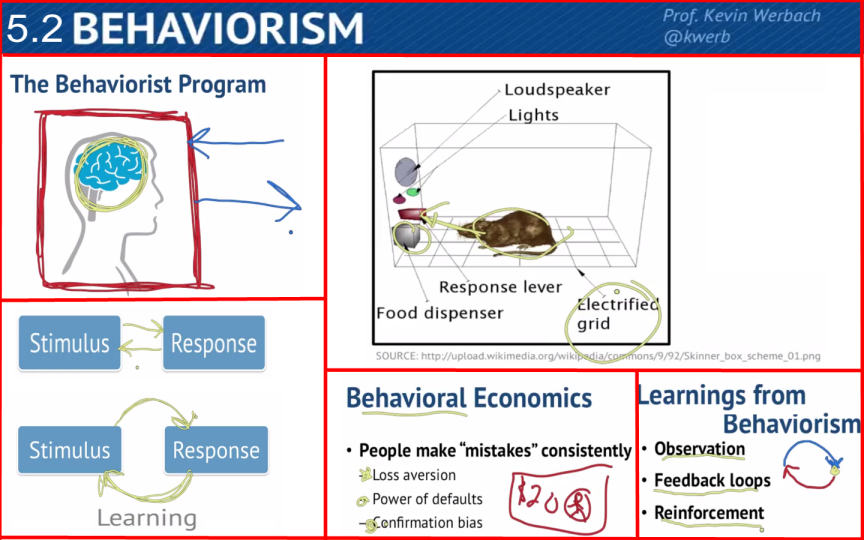 5.2 BEHAVIORISM
Prof. Kevin Werbach
@kwerb
The Behaviorist Program
Loudspeaker
Lights
Response lever
Food dispenser
Electrified
grid
SOURCE: http://upload.wikimedia.org/wikipedia/commons/9/92/Skinner_box_scheme_01.png
Stimulus
Response
Stimulus
Response
Learning
Behavioral Economics
• People make “mistakes” consistently
– Loss aversion
Power of defaults
– Confirmation bias
$20
Learnings from
Behaviorism
• Observation
• Feedback loops
• Reinforcement